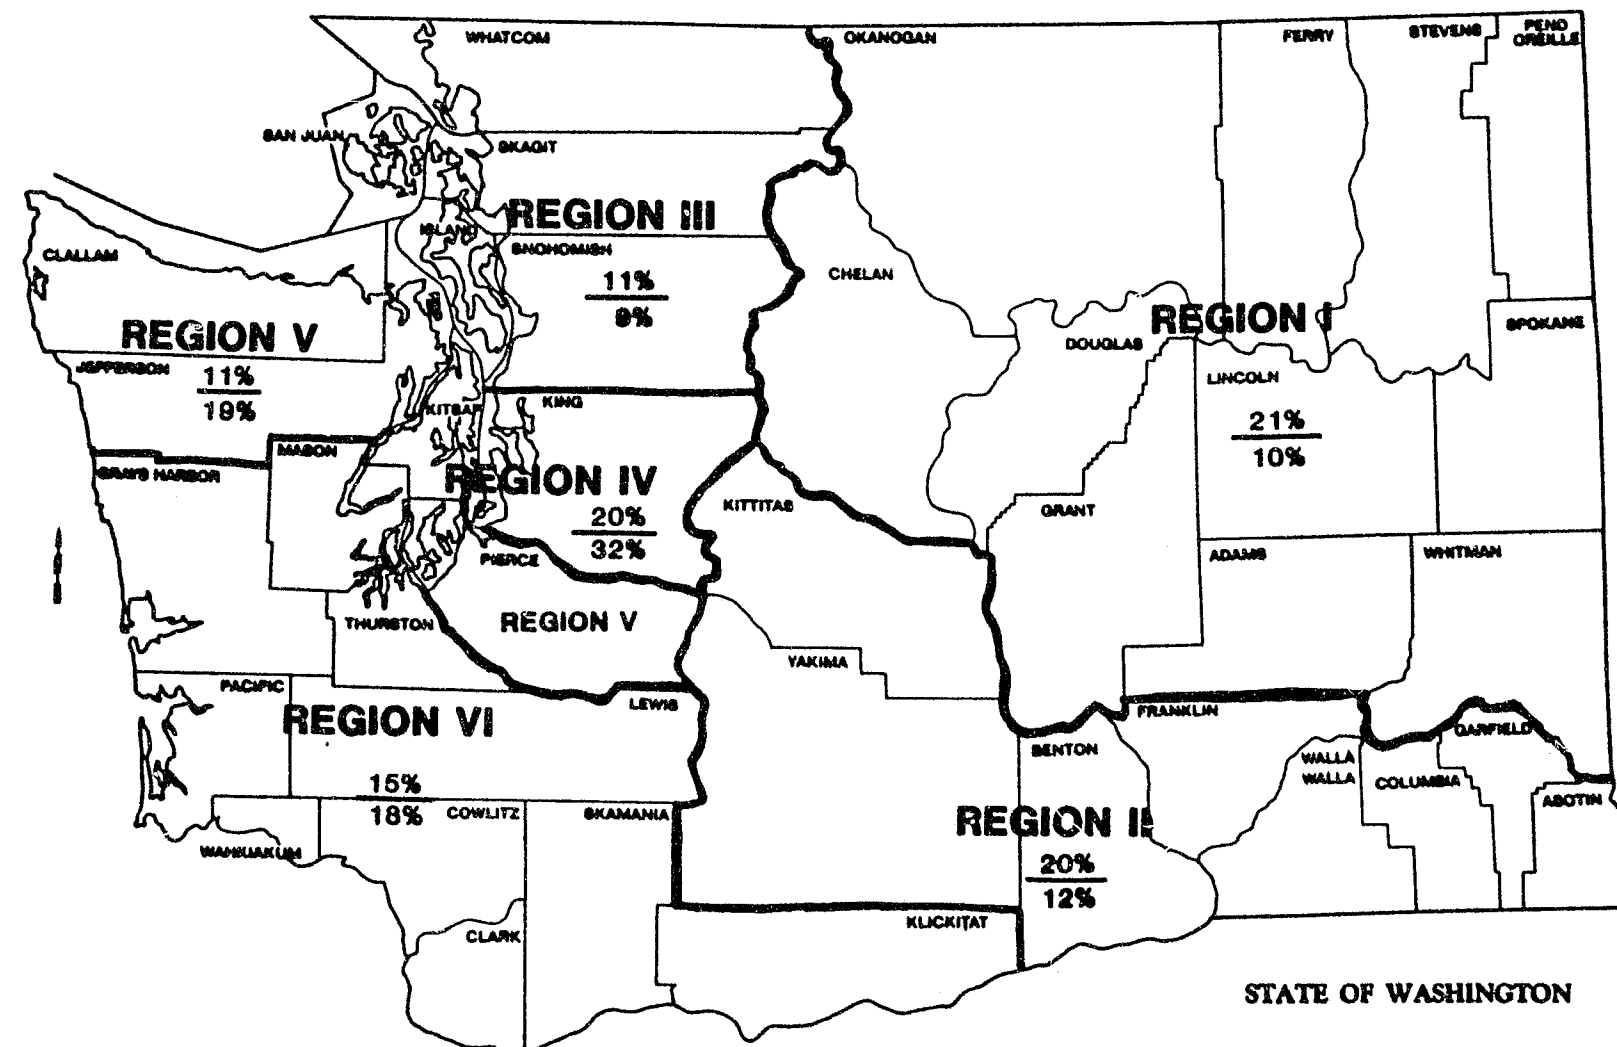 WHATCOM
OKANOGAN
FERRY
STEVENS
PEND
OREILLE
SAN JUAN
SKAGIT
REGION III
ISLAND
SNOHOMISH
11%
9%
CLALLAM
CHELAN
REGION V
REGION I
SPOKANE
DOUGLAS
JEFFERSON
11%
19%
LINCOLN
KITSAP
KING
21%
10%
MASON
GRAYS HARBOR
REGION IV
20%
32%
KITTITAS
GRANT
PIERCE
ADAMS
WHITMAN
THURSTON
REGION V
YAKIMA
PACIFIC
LEWIS
FRANKLIN
REGION VI
GARFIELD
BENTON
WALLA
WALLA
COLUMBIA
15%
18%
COWLITZ
SKAMANIA
ASOTIN
REGION II
WAHKIAKUM
20%
12%
KLICKITAT
CLARK
STATE OF WASHINGTON